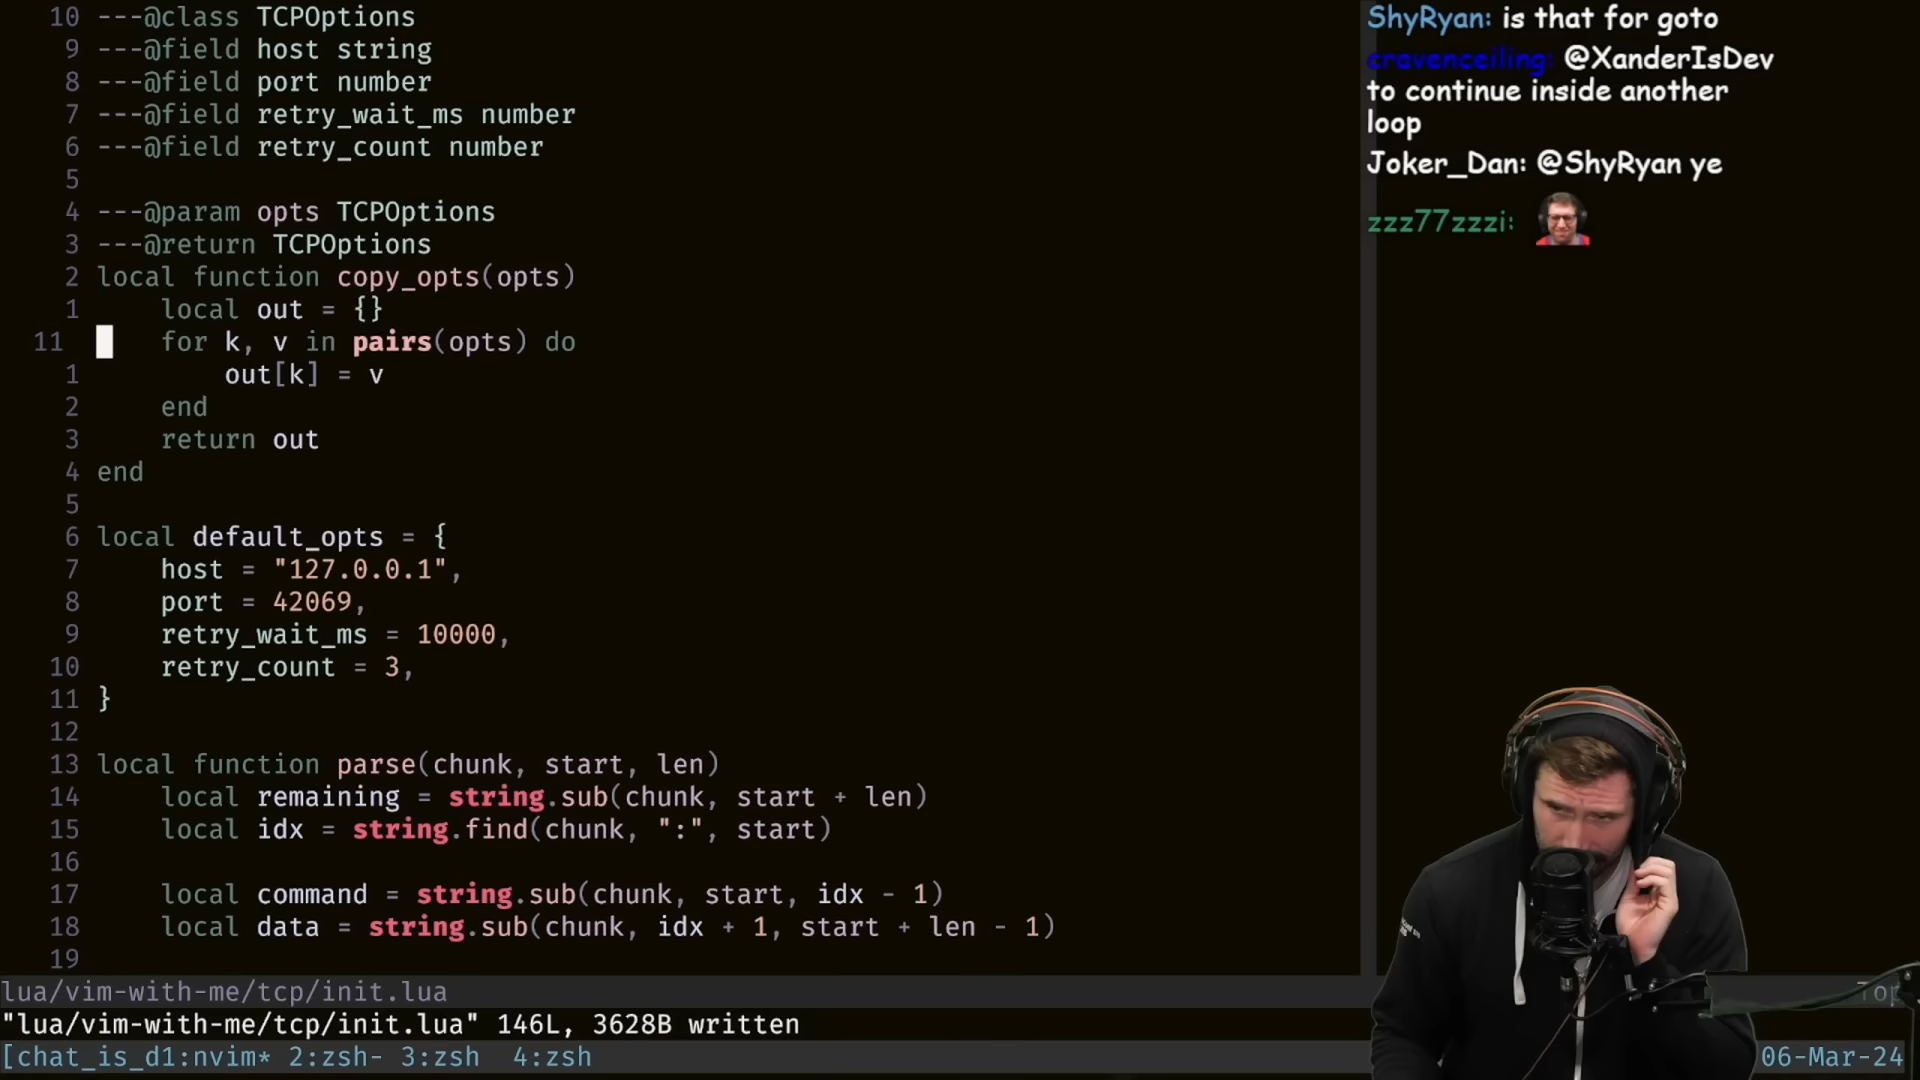 10 ---@class TCPOptions
9 ---@field host string
8 ---@field port number
7 ---@field retry_wait_ms number
6 ---@field retry_count number
5
4 ---@param opts TCPOptions
3 ---@return TCPOptions
2 local function copy_opts(opts)
1     local out = {}
11     for k, v in pairs(opts) do
1         out[k] = v
2     end
3     return out
4 end
5
6 local default_opts = {
7     host = "127.0.0.1",
8     port = 42069,
9     retry_wait_ms = 10000,
10     retry_count = 3,
11 }
12
13 local function parse(chunk, start, len)
14     local remaining = string.sub(chunk, start + len)
15     local idx = string.find(chunk, ":", start)
16
17     local command = string.sub(chunk, start, idx - 1)
18     local data = string.sub(chunk, idx + 1, start + len - 1)
19
lua/vim-with-me/tcp/init.lua Top
"lua/vim-with-me/tcp/init.lua" 146L, 3628B written
[chat_is_d1:nvim* 2:zsh- 3:zsh  4:zsh 06-Mar-24
ShyRyan: is that for goto
cravenceiling: @XanderIsDev
to continue inside another
loop
Joker_Dan: @ShyRyan ye
zzz77zzzi: